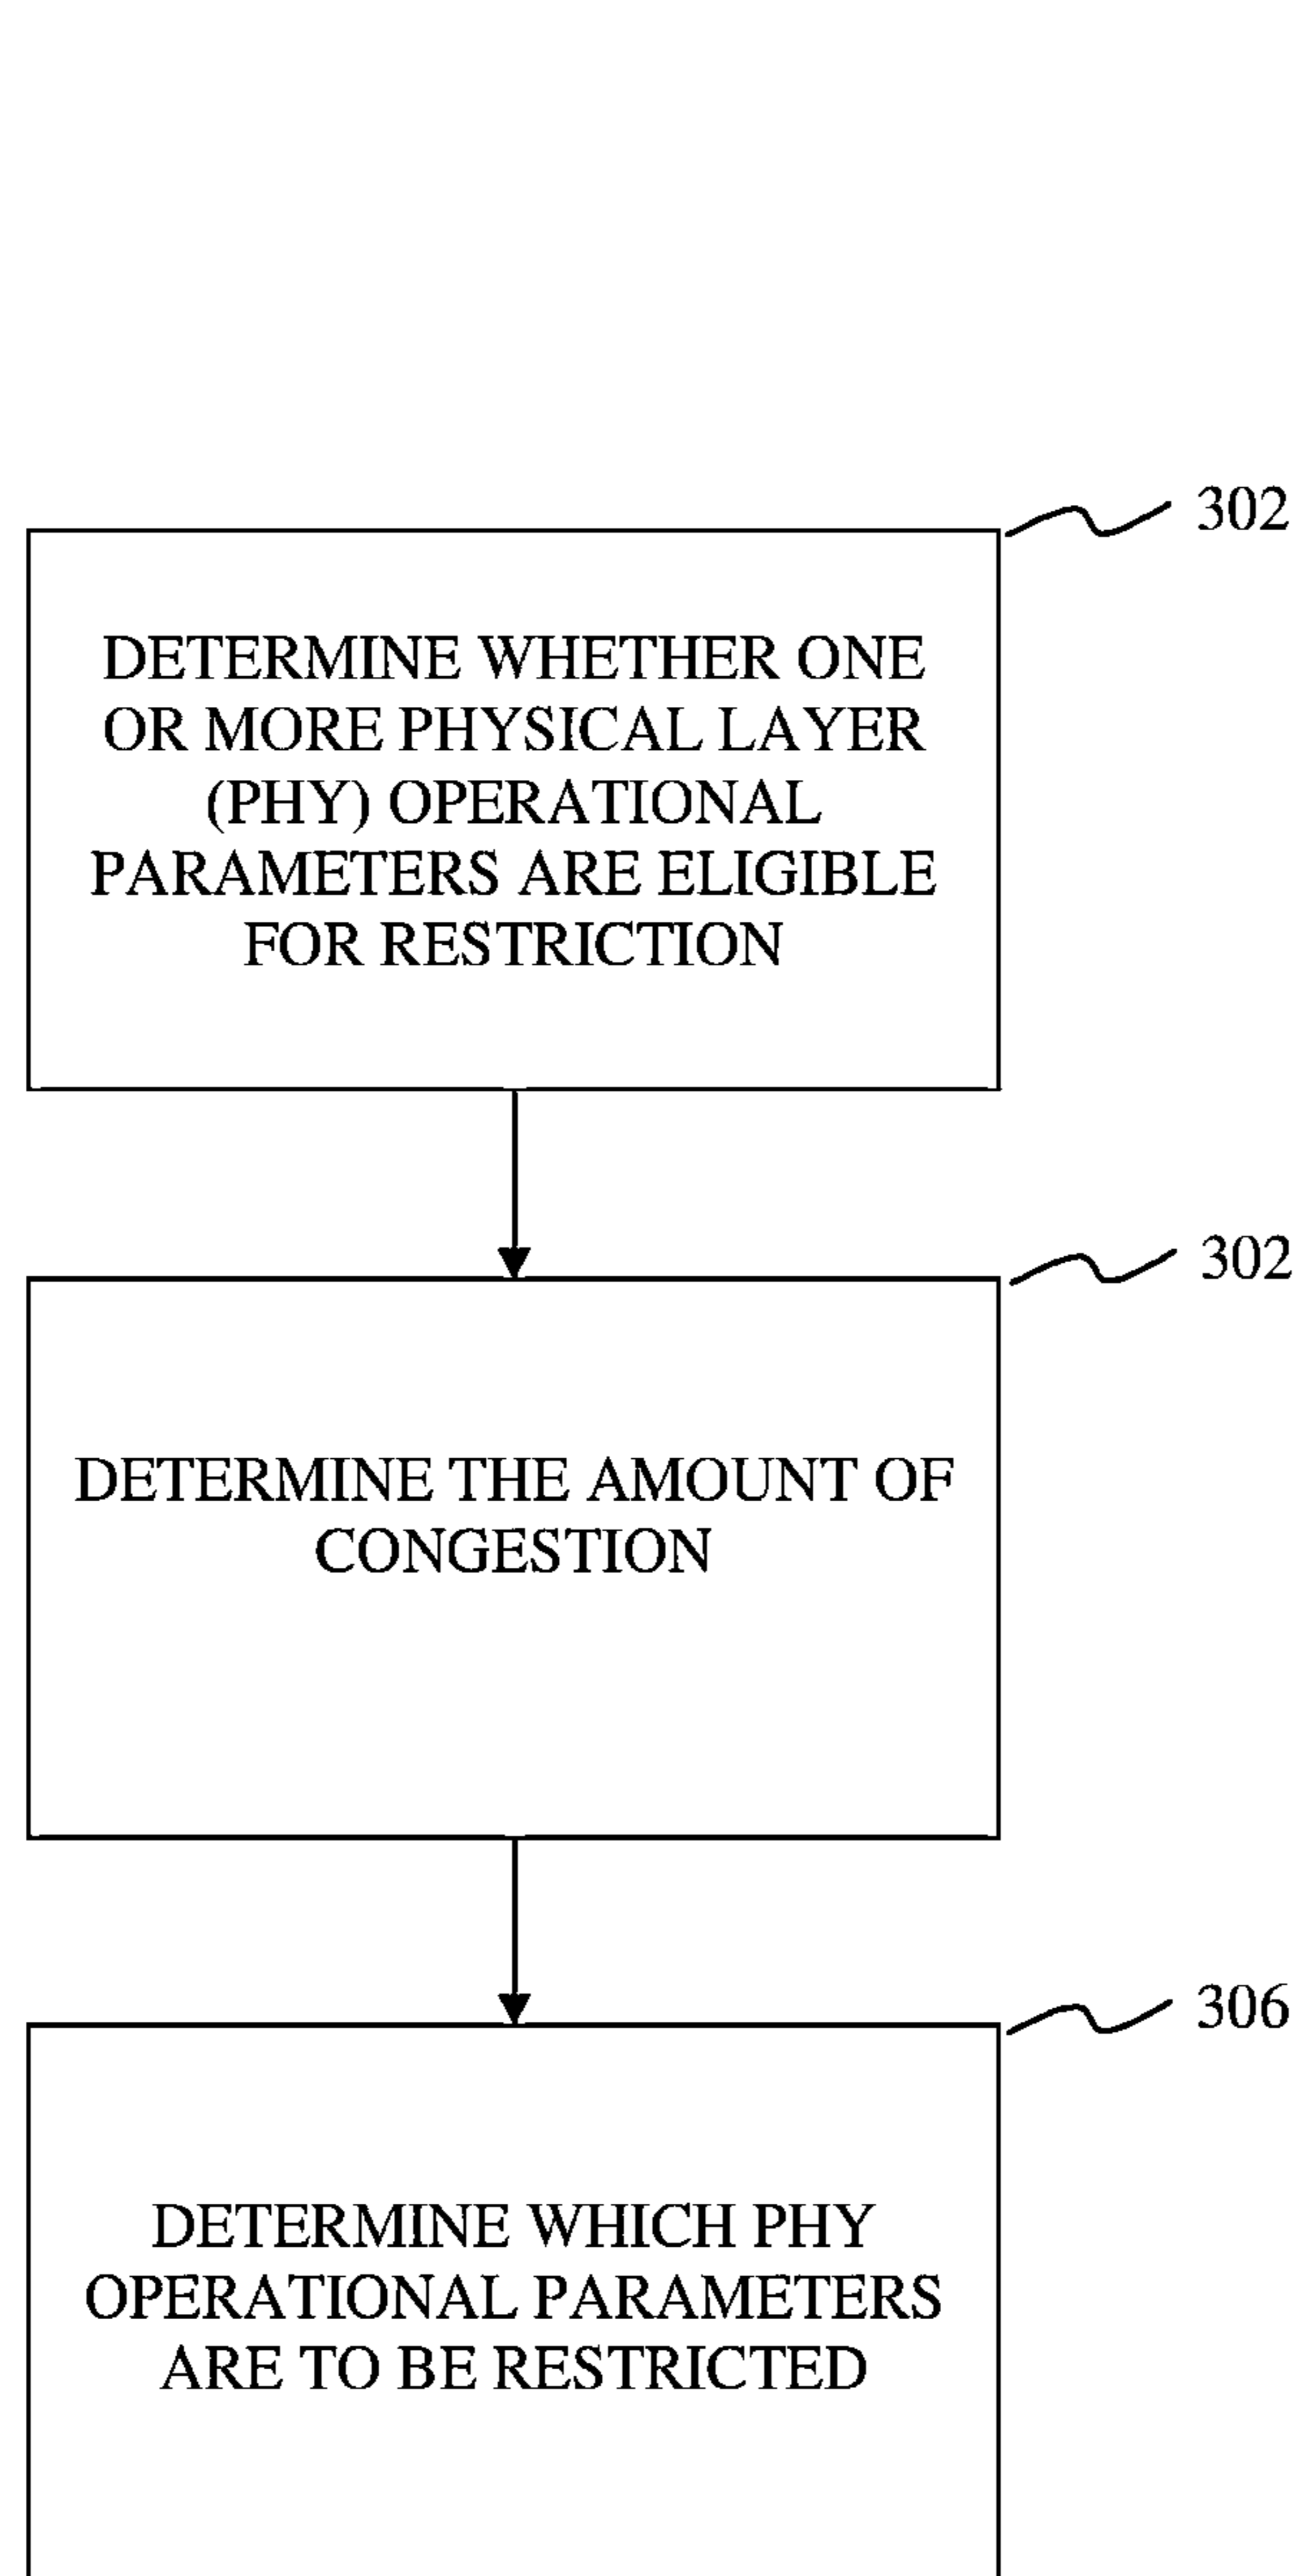 302
DETERMINE WHETHER ONE
OR MORE PHYSICAL LAYER
(PHY) OPERATIONAL
PARAMETERS ARE ELIGIBLE
FOR RESTRICTION
302
DETERMINE THE AMOUNT OF
CONGESTION
306
DETERMINE WHICH PHY
OPERATIONAL PARAMETERS
ARE TO BE RESTRICTED